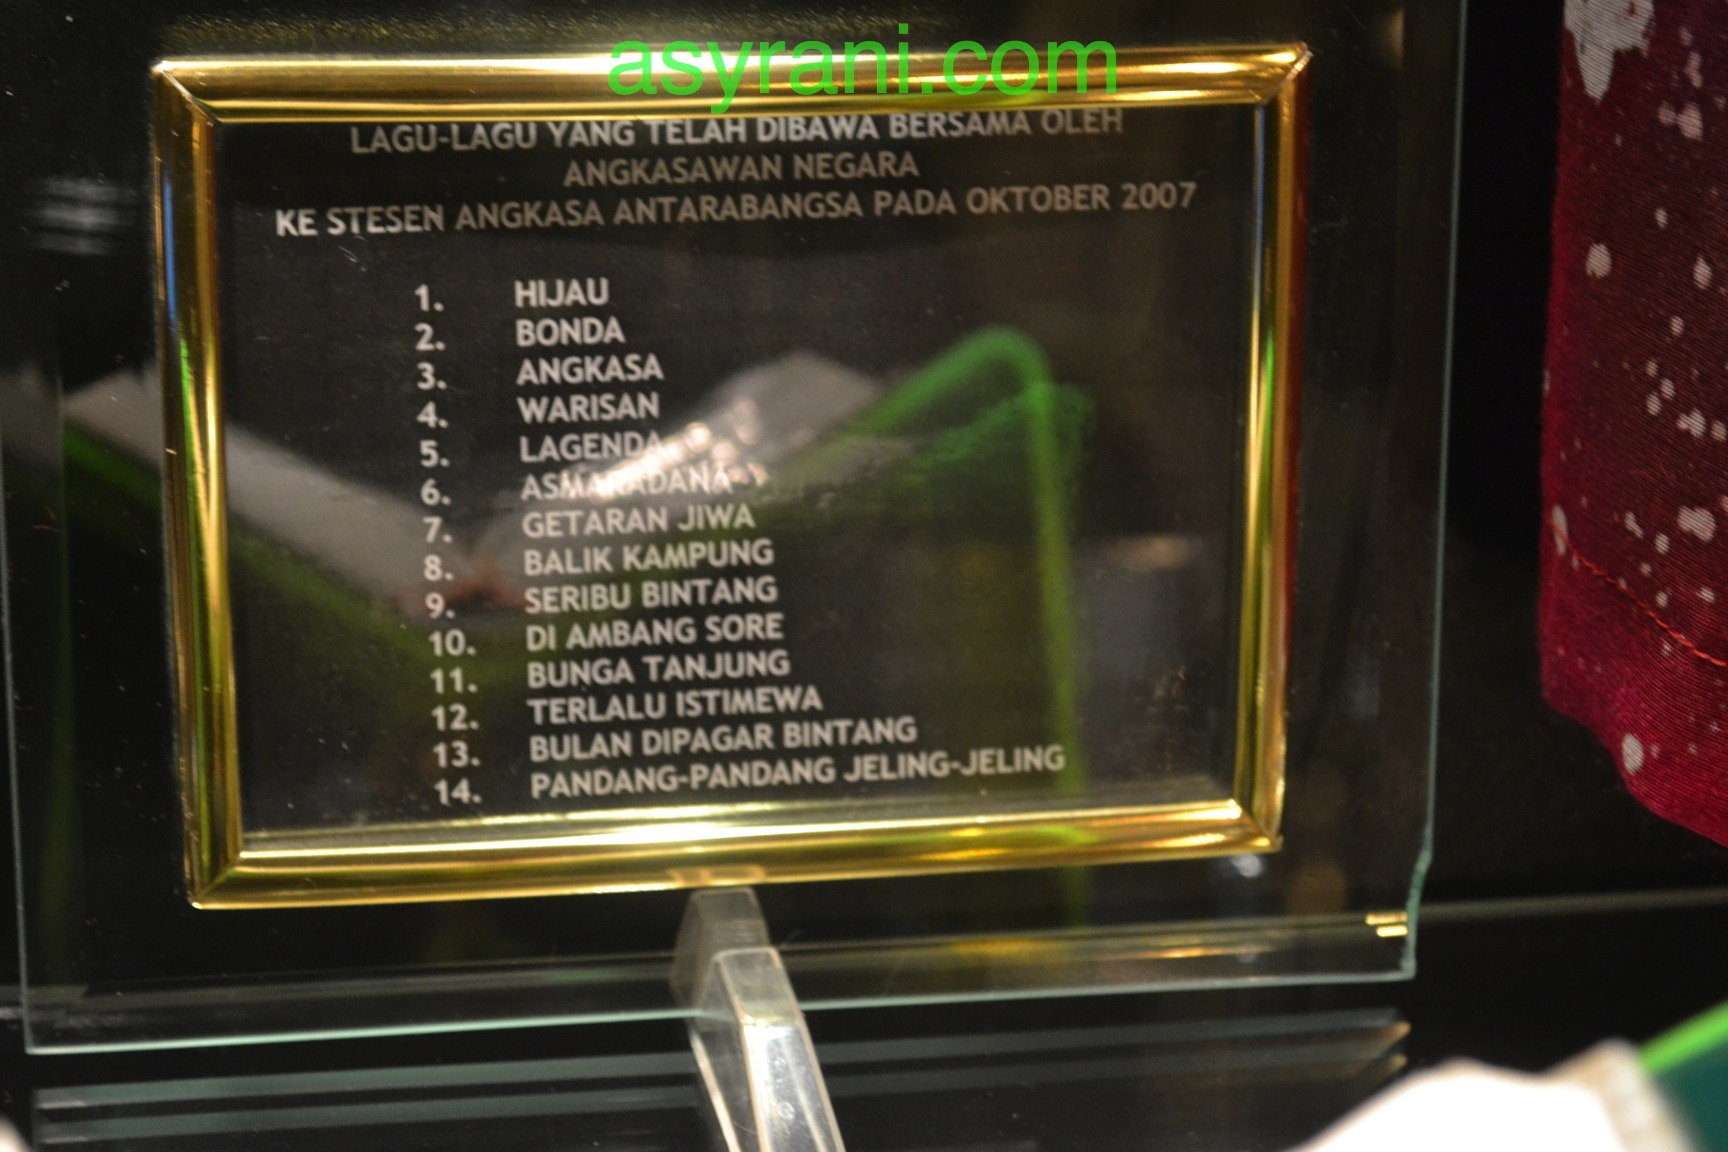 asyrani.com
LAGU-LAGU YANG TELAH DIBAWA BERSAMA OLEH
ANGKASAWAN NEGARA
KE STESEN ANGKASA ANTARABANGSA PADA OKTOBER 2007
1. HIJAU
2. BONDA
3. ANGKASA
4. WARISAN
5. LAGENDA
6. ASMARADANA
7. GETARAN JIWA
8. BALIK KAMPUNG
9. SERIBU BINTANG
10. DI AMBANG SORE
11. BUNGA TANJUNG
12. TERLALU ISTIMEWA
13. BULAN DIPAGAR BINTANG
14. PANDANG-PANDANG JELING-JELING